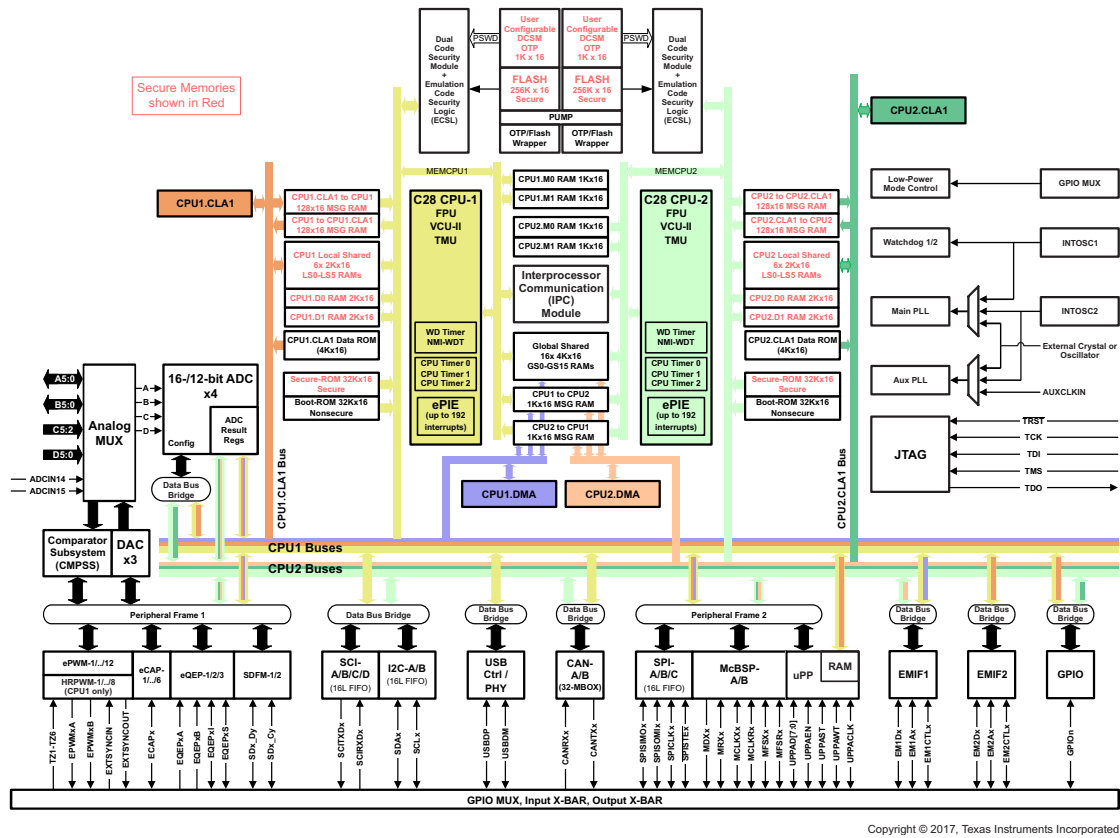 User
Configurable
DCSM
OTP
1K x 16
User
Configurable
DCSM
OTP
1K x 16
PSWD
PSWD
Dual
Code
Security
Module
+
Emulation
Code
Security
Logic
(ECSL)
Dual
Code
Security
Module
+
Emulation
Code
Security
Logic
(ECSL)
FLASH
256K x 16
Secure
FLASH
256K x 16
Secure
PUMP
OTP/Flash
Wrapper
OTP/Flash
Wrapper
Secure Memories
shown in Red
CPU2.CLA1
MEMCPU1
MEMCPU2
CPU1.CLA1
CPU1.CLA1 to CPU1
128x16 MSG RAM
CPU1 to CPU1.CLA1
128x16 MSG RAM
CPU1 Local Shared
6x 2Kx16
LS0-LS5 RAMs
CPU1.D0 RAM 2Kx16
CPU1.D1 RAM 2Kx16
CPU1.CLA1 Data ROM
(4Kx16)
Secure-ROM 32Kx16
Secure
Boot-ROM 32Kx16
Nonsecure
C28 CPU-1
FPU
VCU-II
TMU
WD Timer
NMI-WDT
CPU Timer 0
CPU Timer 1
CPU Timer 2
ePIE
(up to 192
interrupts)
CPU1.M0 RAM 1Kx16
CPU1.M1 RAM 1Kx16
CPU2.M0 RAM 1Kx16
CPU2.M1 RAM 1Kx16
Interprocessor
Communication
(IPC)
Module
Global Shared
16x 4Kx16
GS0-GS15 RAMs
CPU1 to CPU2
1Kx16 MSG RAM
CPU2 to CPU1
1Kx16 MSG RAM
C28 CPU-2
FPU
VCU-II
TMU
WD Timer
NMI-WDT
CPU Timer 0
CPU Timer 1
CPU Timer 2
ePIE
(up to 192
interrupts)
CPU2 to CPU2.CLA1
128x16 MSG RAM
CPU2.CLA1 to CPU2
128x16 MSG RAM
CPU2 Local Shared
6x 2Kx16
LS0-LS5 RAMs
CPU2.D0 RAM 2Kx16
CPU2.D1 RAM 2Kx16
CPU2.CLA1 Data ROM
(4Kx16)
Secure-ROM 32Kx16
Secure
Boot-ROM 32Kx16
Nonsecure
Low-Power
Mode Control
GPIO MUX
Watchdog 1/2
INTOSC1
Main PLL
INTOSC2
External Crystal or
Oscillator
Aux PLL
AUXCLKIN
JTAG
TRST
TCK
TDI
TMS
TDO
A5:0
B5:0
C5:2
D5:0
ADCIN14
ADCIN15
Analog
MUX
A
B
C
D
16-/12-bit ADC
x4
Config
ADC
Result
Regs
Data Bus
Bridge
CPU1.CLA1 Bus
CPU2.CLA1 Bus
CPU1.DMA
CPU2.DMA
Comparator
Subsystem
(CMPSS)
DAC
x3
CPU1 Buses
CPU2 Buses
Peripheral Frame 1
Data Bus Bridge
Data Bus
Bridge
Data Bus
Bridge
Peripheral Frame 2
Data Bus
Bridge
Data Bus
Bridge
Data Bus
Bridge
ePWM-1/../12
HRPWM-1/../8
(CPU1 only)
eCAP-
1/../6
eQEP-1/2/3
SDFM-1/2
SCI-
A/B/C/D
(16L FIFO)
I2C-A/B
(16L FIFO)
USB
Ctrl /
PHY
CAN-
A/B
(32-MBOX)
SPI-
A/B/C
(16L FIFO)
McBSP-
A/B
uPP
RAM
EMIF1
EMIF2
GPIO
TZ1-TZ6
EPWMxA
EPWMxB
EXTSYNCIN
EXTSYNCOUT
ECAPx
EQEPxA
EQEPxB
EQEPxI
EQEPxS
SDx_Dy
SDx_Cy
SCITXDx
SCIRXDx
SDAx
SCLx
USBDP
USBDM
CANRXx
CANTXx
SPISIMOx
SPISOMIx
SPICLKx
SPISTEx
MDXx
MRXx
MCLKXx
MCLKRx
MFSXx
MFSRx
UPPAD[7:0]
UPPAEN
UPPAST
UPPAWT
UPPACLK
EM1Dx
EM1Ax
EM1CTLx
EM2Dx
EM2Ax
EM2CTLx
GPIOn
GPIO MUX, Input X-BAR, Output X-BAR
Copyright © 2017, Texas Instruments Incorporated